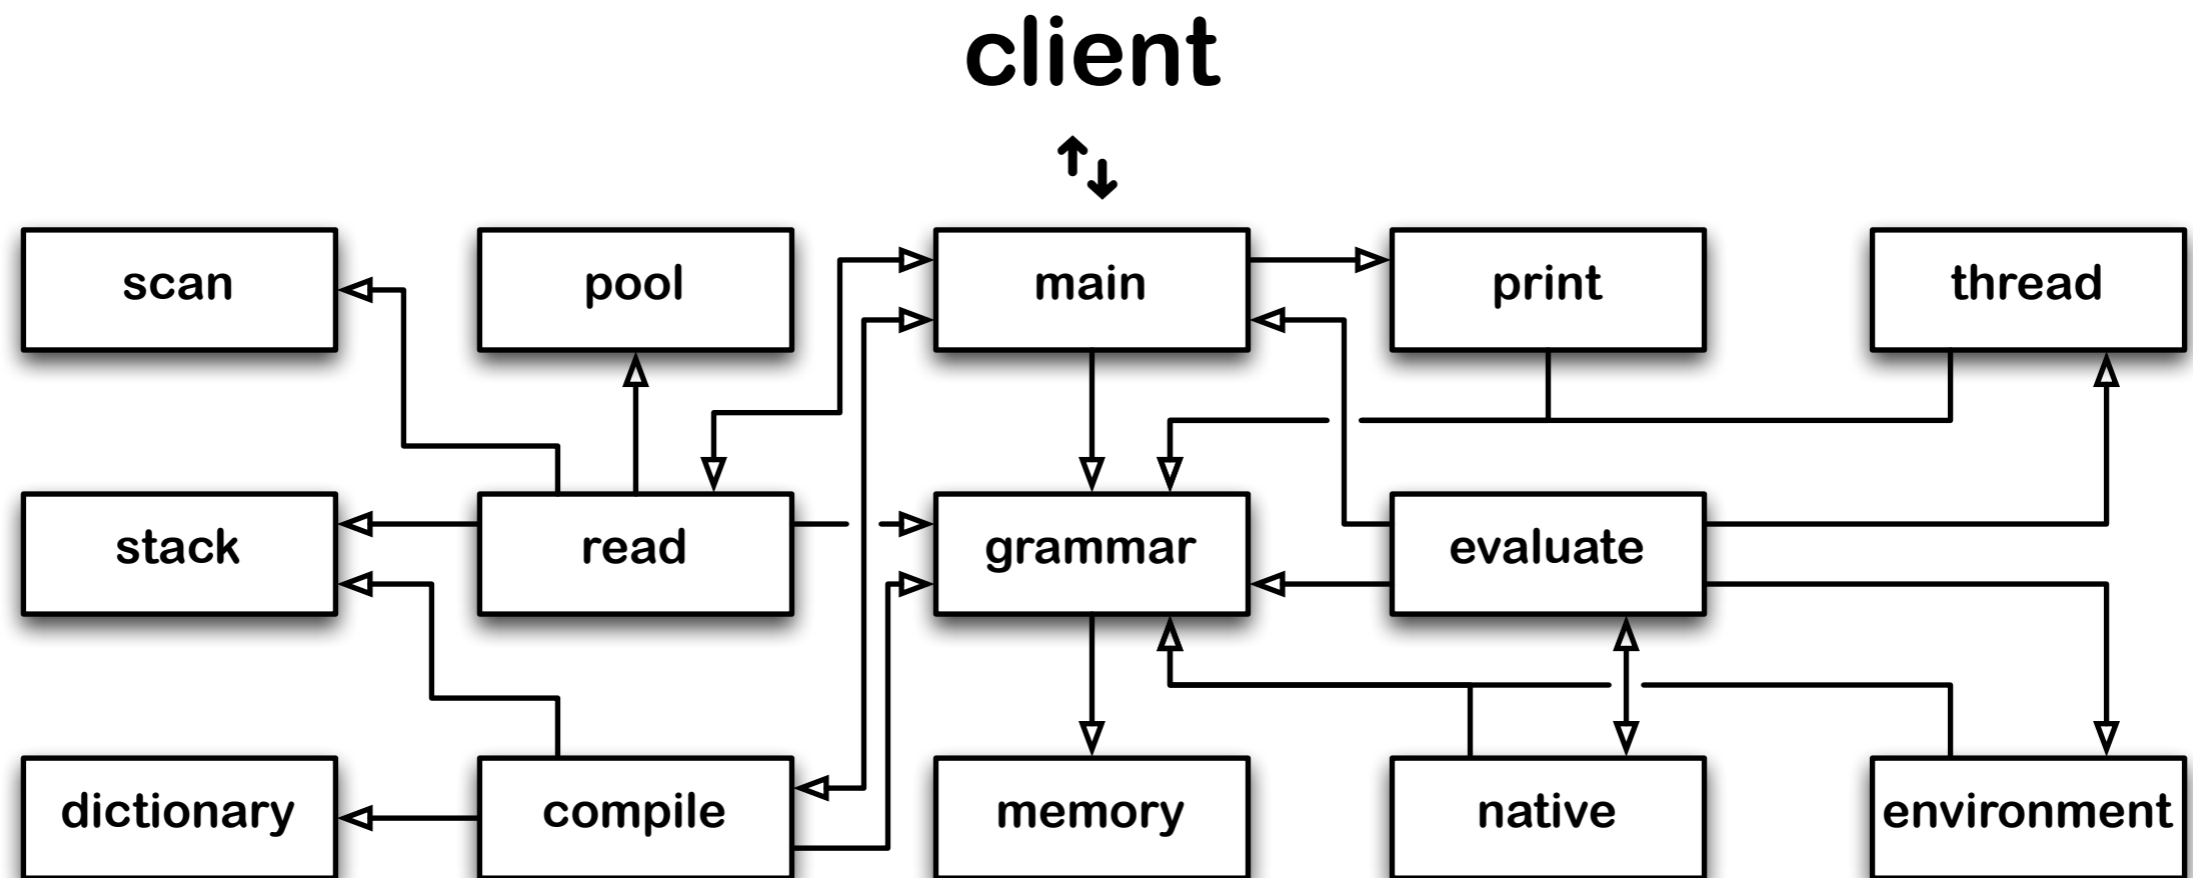 client
scan
pool
main
print
thread
stack
read
grammar
evaluate
dictionary
compile
memory
native
environment